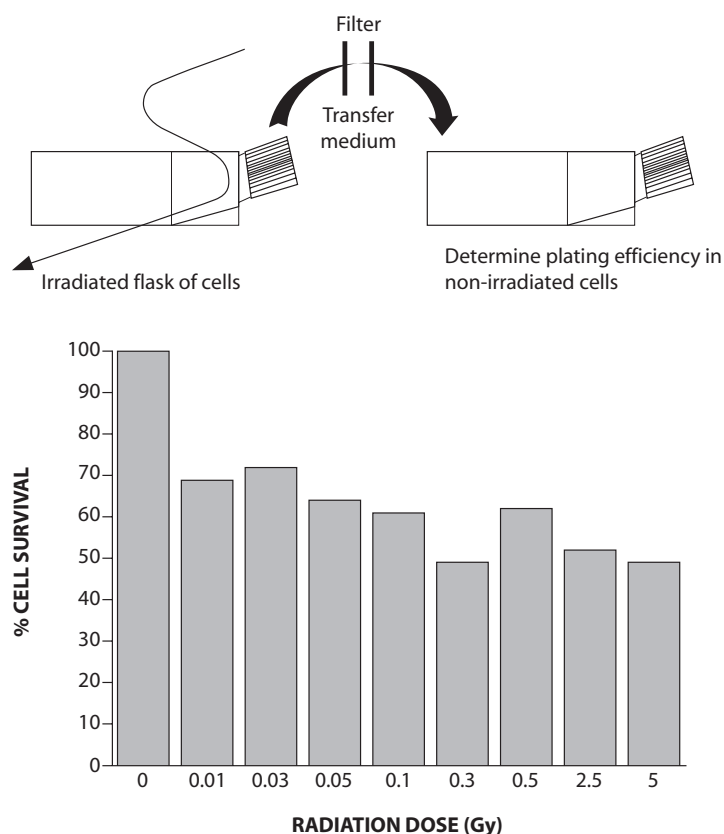 Filter
Transfer
medium
Irradiated flask of cells
Determine plating efficiency in
non-irradiated cells
100
90
80
70
60
50
40
30
20
10
0
% CELL SURVIVAL
0 0.01 0.03 0.05 0.1 0.3 0.5 2.5 5
RADIATION DOSE (Gy)